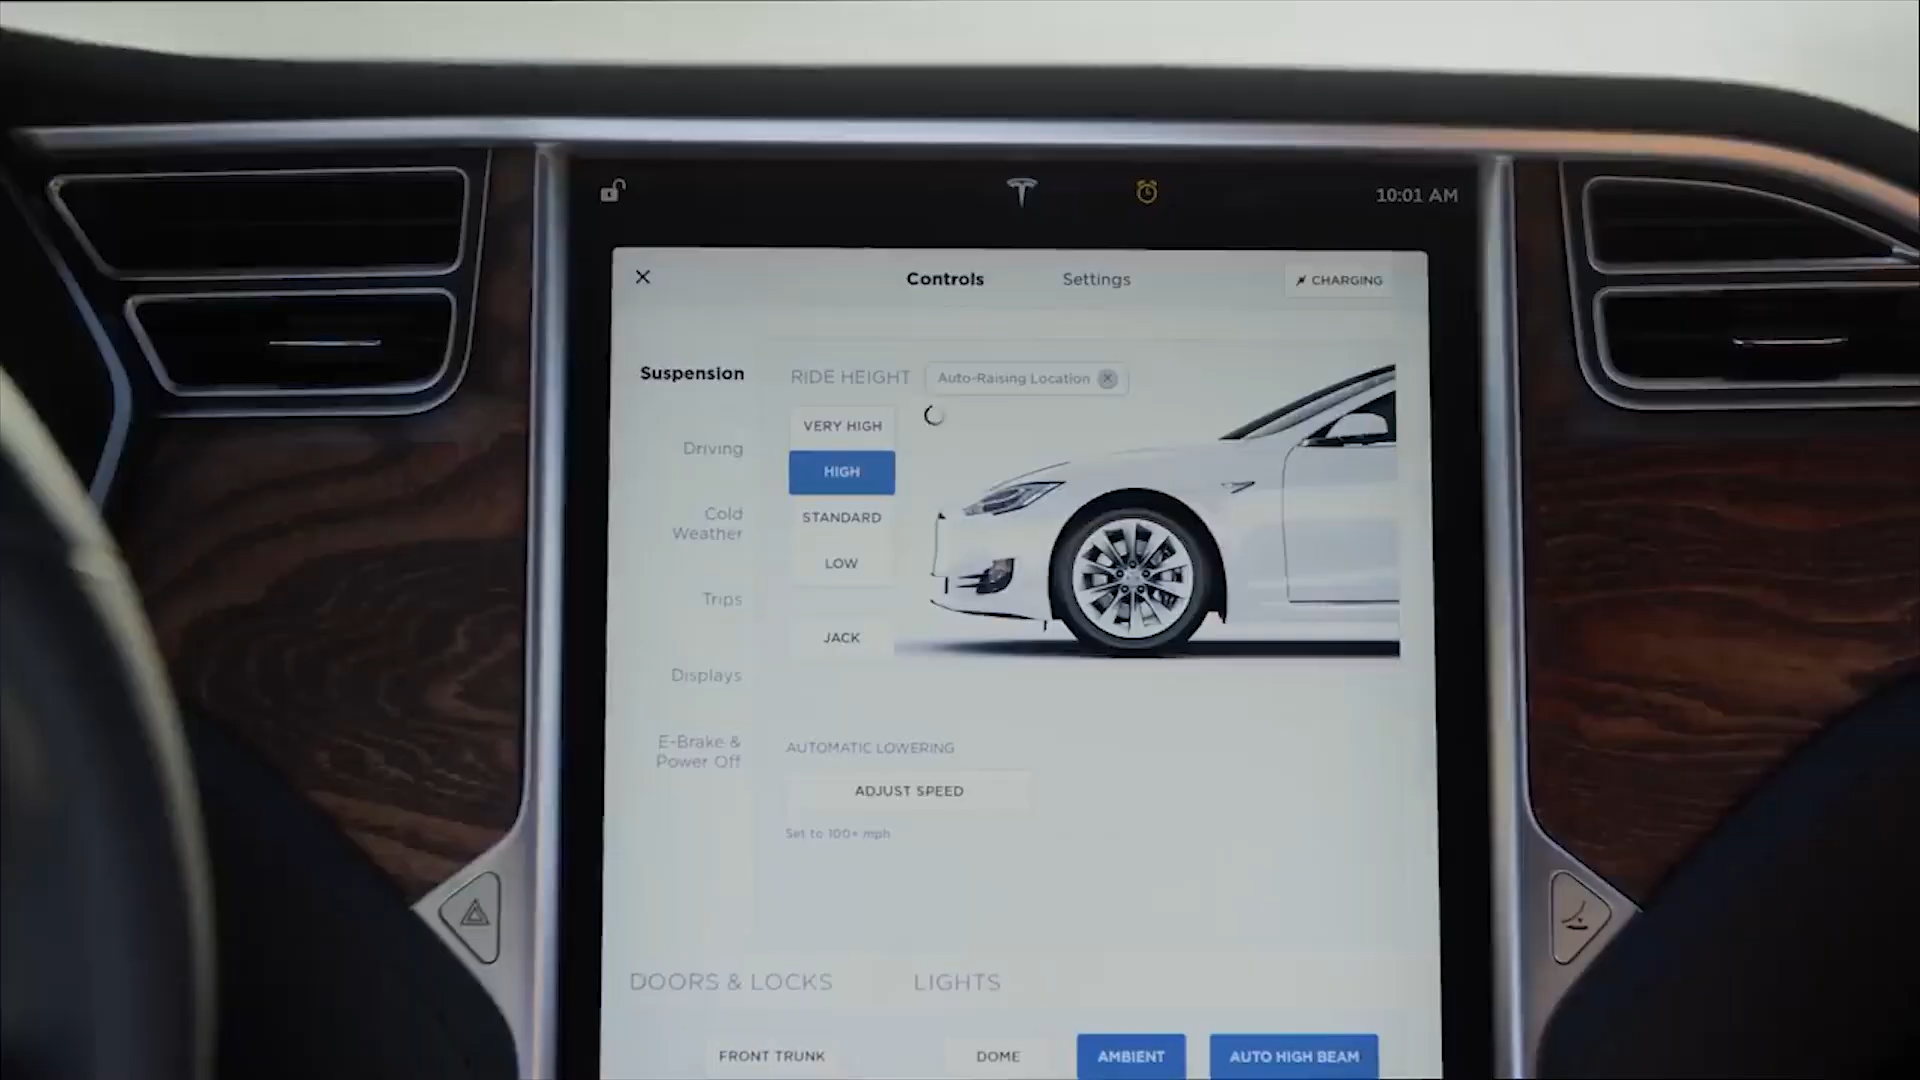 10:01 AM
Controls
Settings
CHARGING
Suspension
RIDE HEIGHT
Auto-Raising Location
VERY HIGH
Driving
HIGH
STANDARD
Cold
Weather
LOW
Trips
JACK
Displays
E-Brake &
Power Off
AUTOMATIC LOWERING
ADJUST SPEED
Set to 100+ mph
DOORS & LOCKS
LIGHTS
FRONT TRUNK
DOME
AMBIENT
AUTO HIGH BEAM